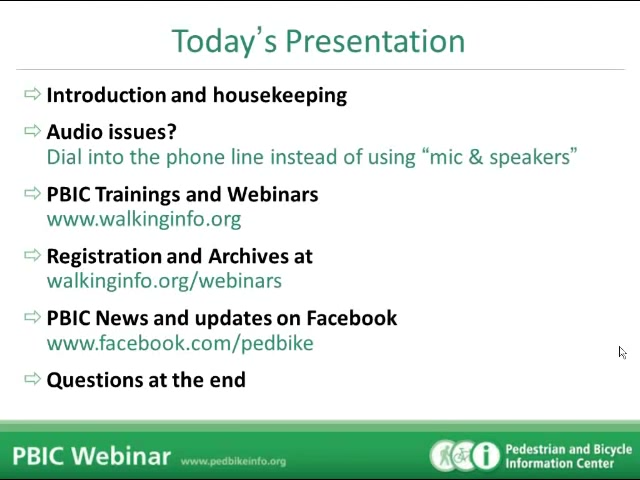 Today’s Presentation
Introduction and housekeeping
Audio issues?
Dial into the phone line instead of using “mic & speakers”
PBIC Trainings and Webinars
www.walkinginfo.org
Registration and Archives at
walkinginfo.org/webinars
PBIC News and updates on Facebook
www.facebook.com/pedbike
Questions at the end
PBIC Webinar www.pedbikeinfo.org
i
Pedestrian and Bicycle
Information Center